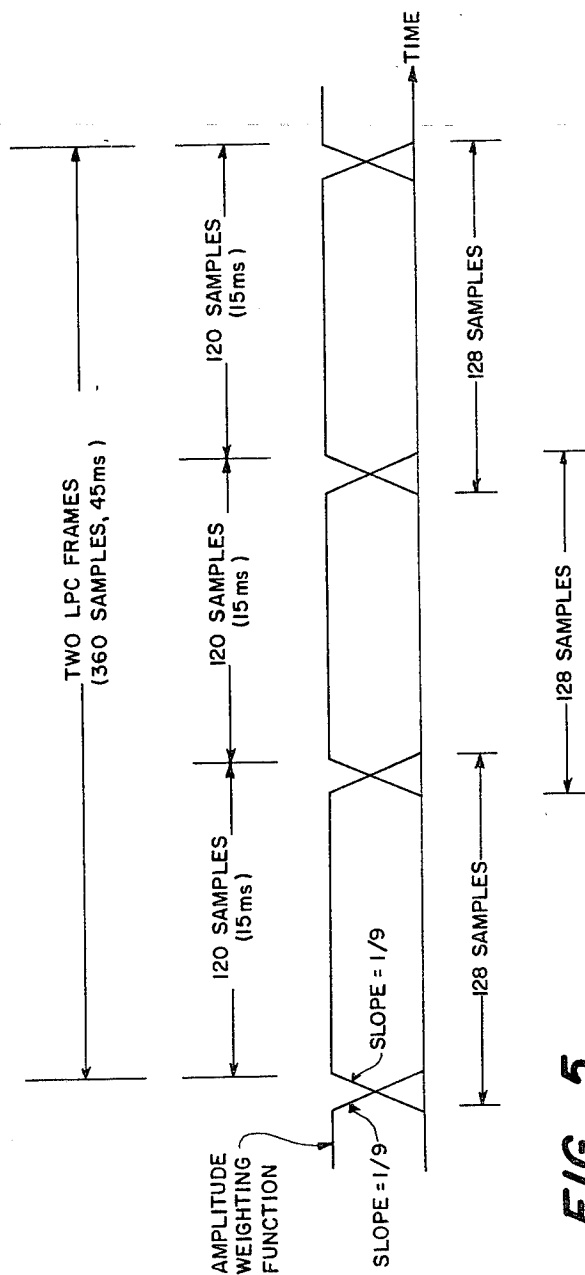 TWO LPC FRAMES
(360 SAMPLES, 45ms)
120 SAMPLES
(15ms)
120 SAMPLES
(15ms)
120 SAMPLES
(15ms)
AMPLITUDE
WEIGHTING
FUNCTION
SLOPE = 1/9
SLOPE = 1/9
TIME
128 SAMPLES
128 SAMPLES
128 SAMPLES
FIG. 5